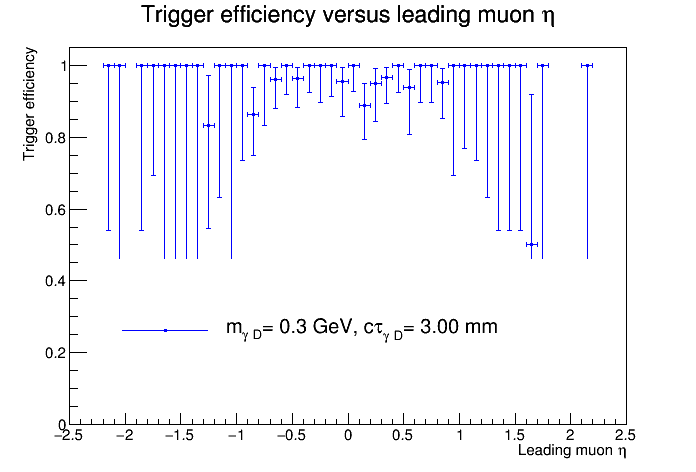 Trigger efficiency versus leading muon η
Trigger efficiency
1
0.8
0.6
0.4
0.2
0
m γ D = 0.3 GeV, cτ γ D = 3.00 mm
−2.5 −2 −1.5 −1 −0.5 0 0.5 1 1.5 2 2.5
Leading muon η